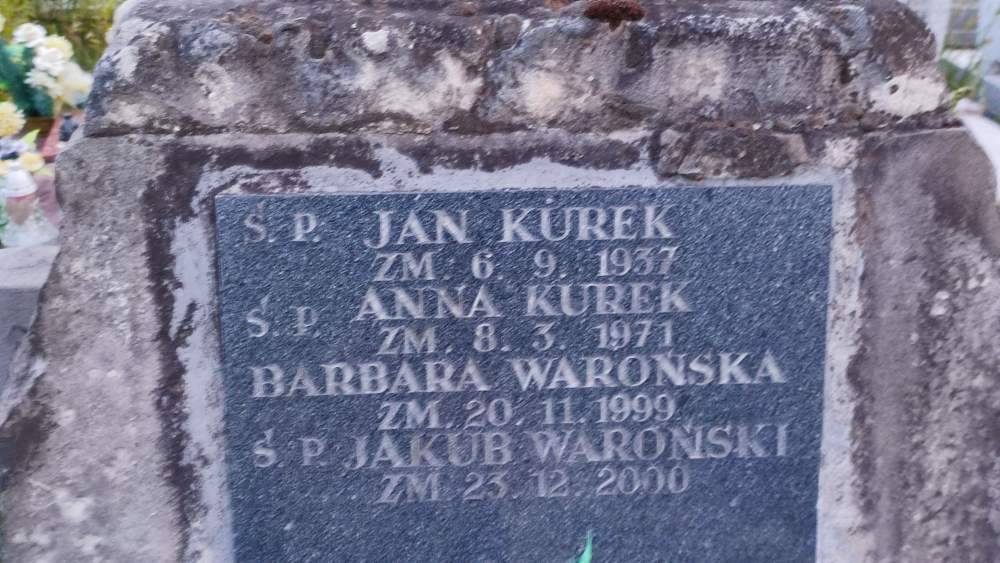 Ś. P. JAN KUREK
ZM. 6. 9. 1937
Ś. P. ANNA KUREK
ZM. 8. 3. 1971
BARBARA WAROŃSKA
ZM. 20. 11. 1999
Ś. P. JAKUB WAROŃSKI
ZM. 23. 12. 2000